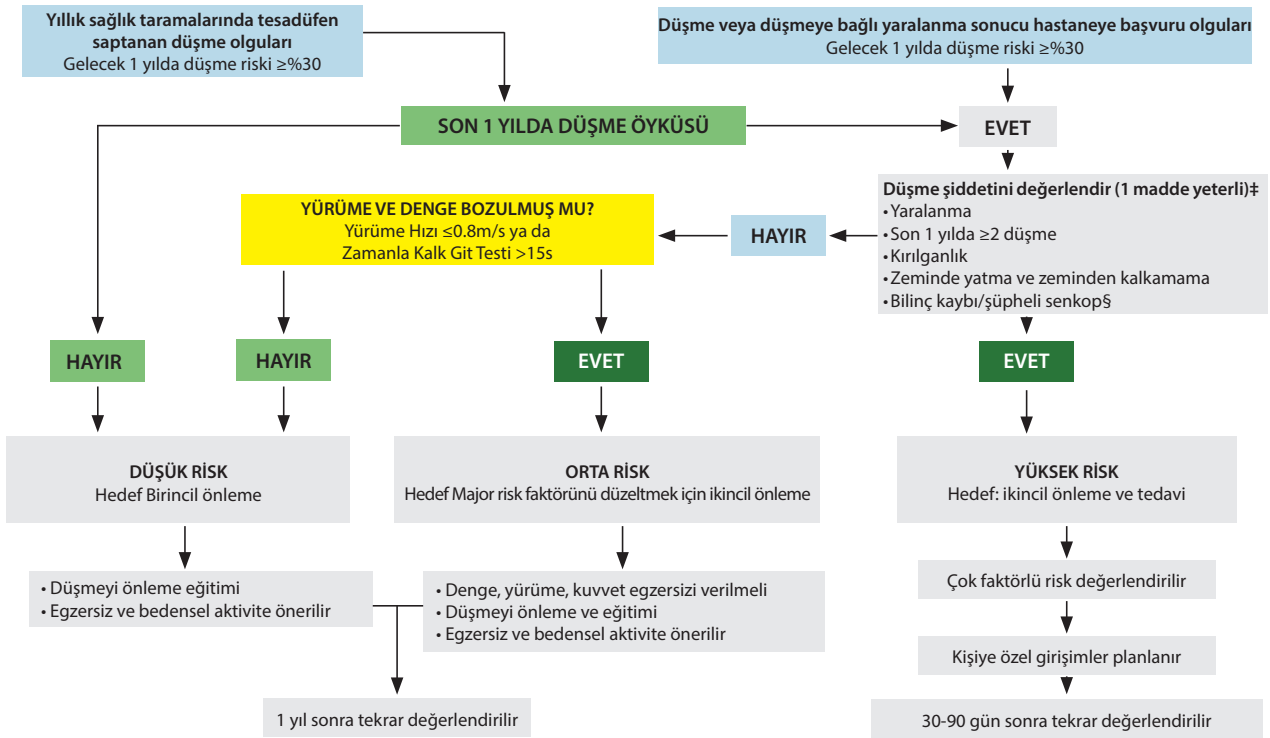 Yıllık sağlık taramalarında tesadüfen
saptanan düşme olguları
Gelecek 1 yılda düşme riski ≥%30
Düşme veya düşmeye bağlı yaralanma sonucu hastaneye başvuru olguları
Gelecek 1 yılda düşme riski ≥%30
SON 1 YILDA DÜŞME ÖYKÜSÜ
EVET
Düşme şiddetini değerlendir (1 madde yeterli)‡
• Yaralanma
• Son 1 yılda ≥2 düşme
• Kırılganlık
• Zeminde yatma ve zeminden kalkamama
• Bilinç kaybı/şüpheli senkop§
HAYIR
YÜRÜME VE DENGE BOZULMUŞ MU?
Yürüme Hızı ≤0.8m/s ya da
Zamanla Kalk Git Testi >15s
HAYIR
HAYIR
EVET
EVET
DÜŞÜK RİSK
Hedef Birincil önleme
ORTA RİSK
Hedef Major risk faktörünü düzeltmek için ikincil önleme
YÜKSEK RİSK
Hedef: ikincil önleme ve tedavi
• Düşmeyi önleme eğitimi
• Egzersiz ve bedensel aktivite önerilir
• Denge, yürüme, kuvvet egzersizi verilmeli
• Düşmeyi önleme ve eğitimi
• Egzersiz ve bedensel aktivite önerilir
Çok faktörlü risk değerlendirilir
Kişiye özel girişimler planlanır
1 yıl sonra tekrar değerlendirilir
30-90 gün sonra tekrar değerlendirilir